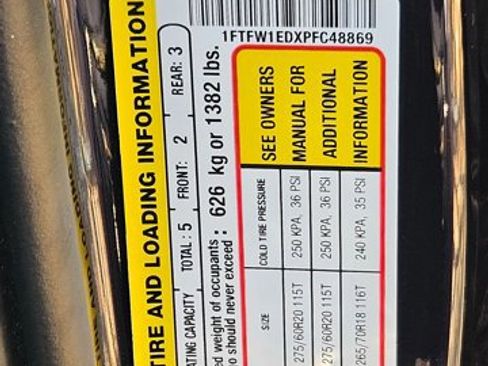 TIRE AND LOADING INFORMATION
ATING CAPACITY TOTAL : 5 FRONT: 2 REAR: 3
ed weight of occupants
o should never exceed : 626 kg or 1382 lbs.
SIZE COLD TIRE PRESSURE SEE OWNERS
275/60R20 115T 250 KPA, 36 PSI MANUAL FOR
275/60R20 115T 250 KPA, 36 PSI ADDITIONAL
265/70R18 116T 240 KPA, 35 PSI INFORMATION
1FTFW1EDXPFC48869